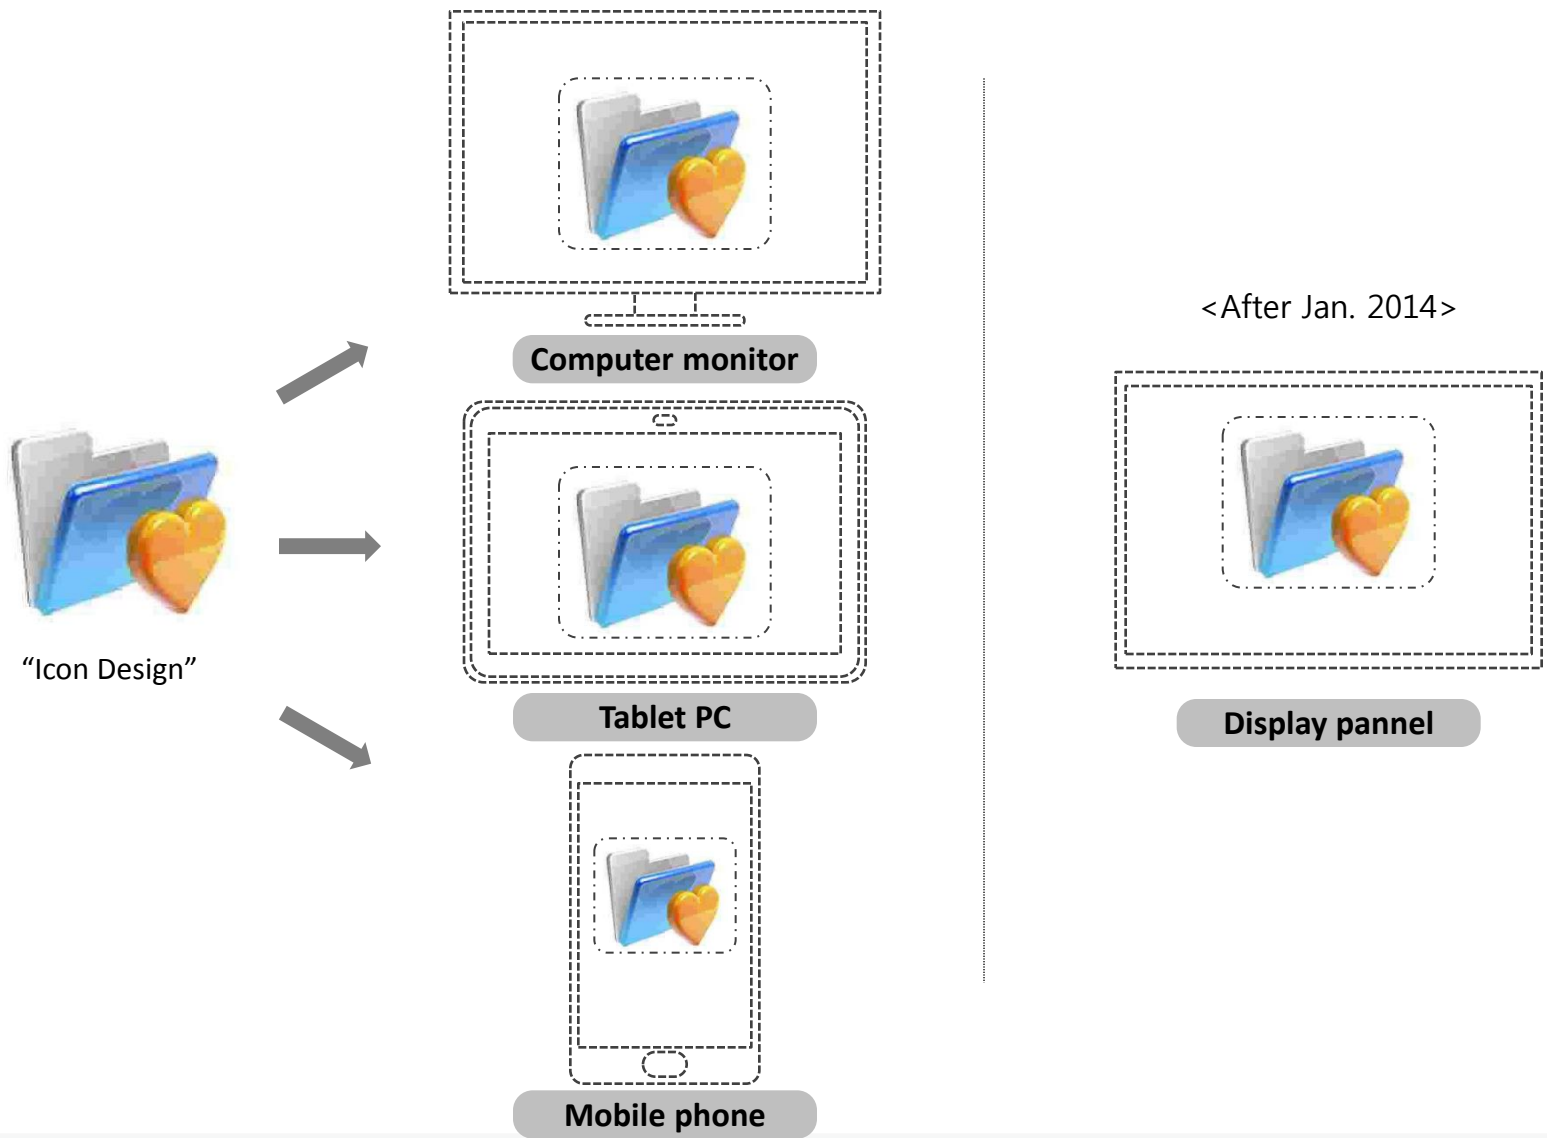 Computer monitor
“Icon Design”
Tablet PC
Mobile phone
<After Jan. 2014>
Display pannel